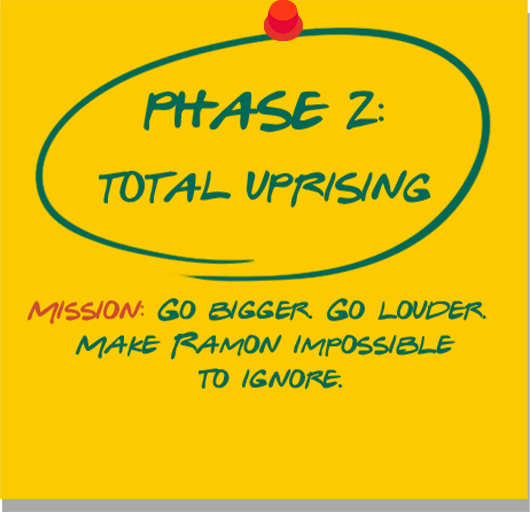 PHASE 2:
TOTAL UPRISING
MISSION: GO BIGGER. GO LOUDER.
MAKE RAMON IMPOSSIBLE
TO IGNORE.